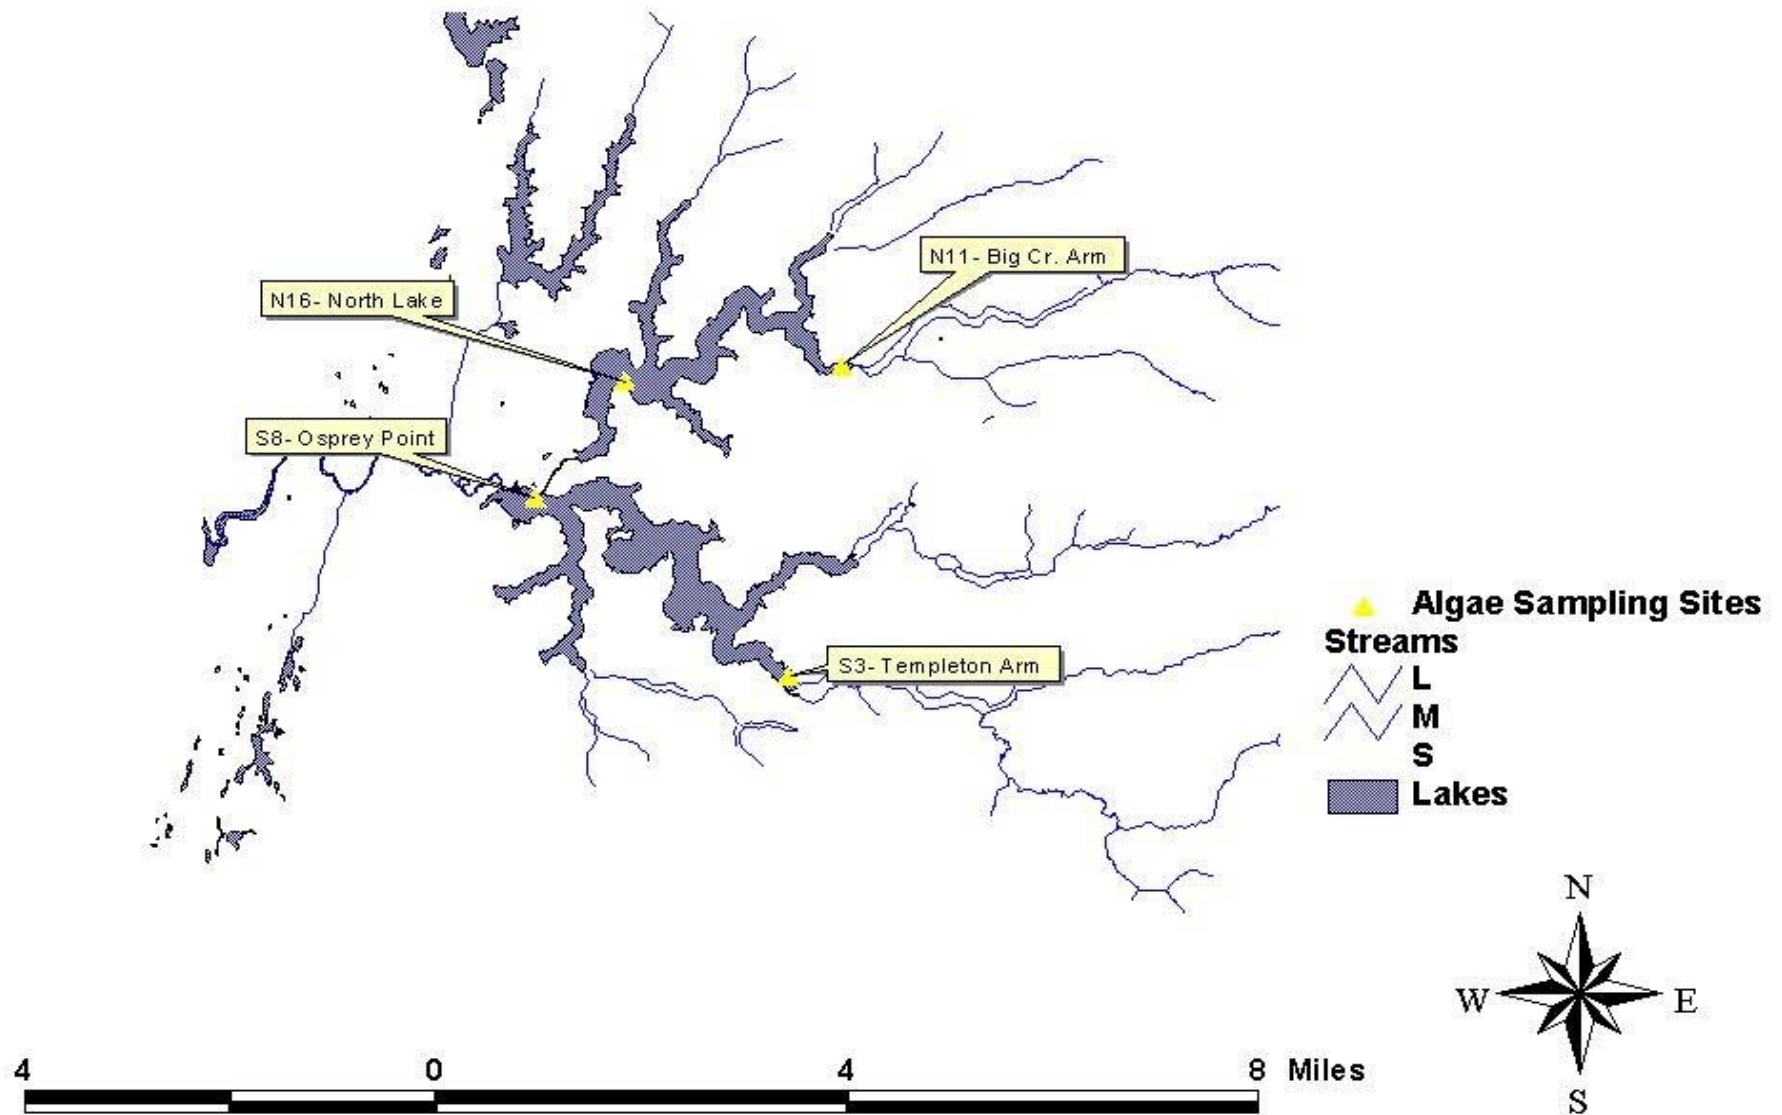 N11- Big Cr. Arm
N16- North Lake
S8- Osprey Point
S3- Templeton Arm
Algae Sampling Sites
Streams
L
M
S
Lakes
N
W E
S
4 0 4 8 Miles